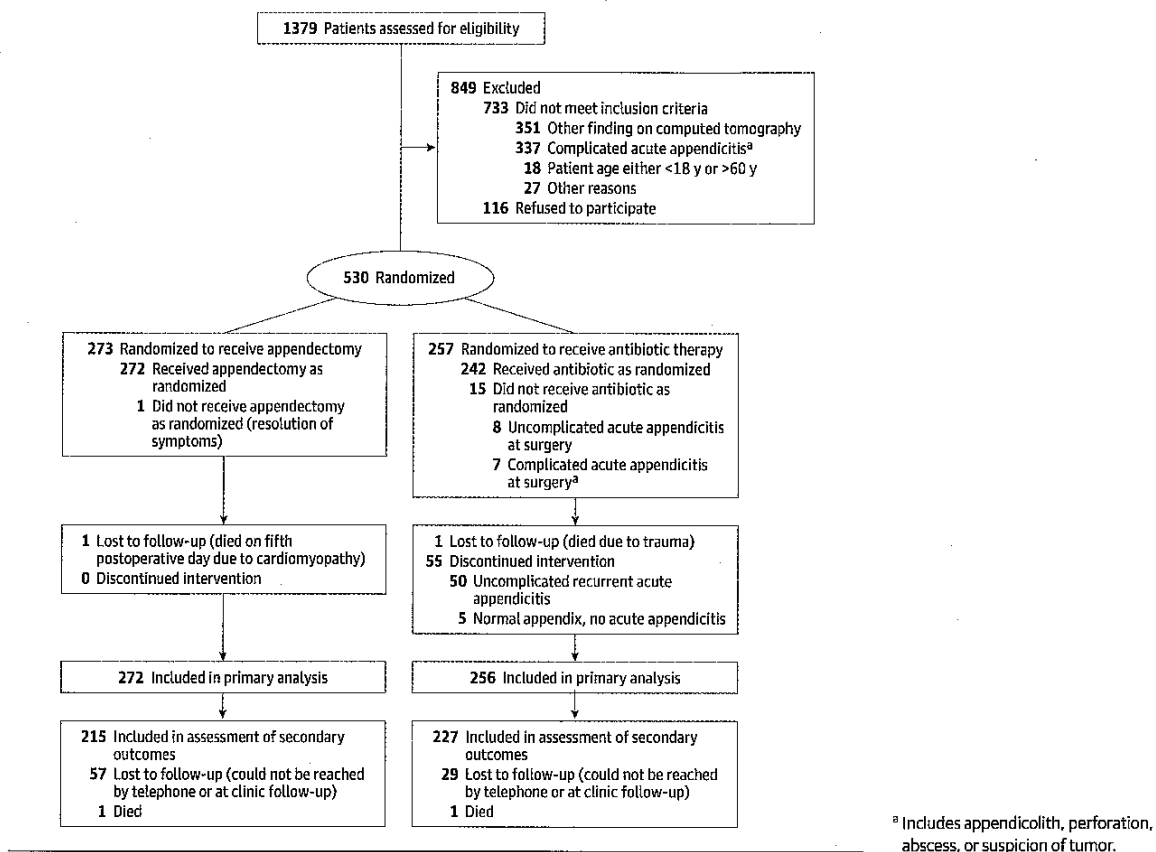 1379 Patients assessed for eligibility
849 Excluded
733 Did not meet inclusion criteria
351 Other finding on computed tomography
337 Complicated acute appendicitisª
18 Patient age either <18 y or >60 y
27 Other reasons
116 Refused to participate
530 Randomized
273 Randomized to receive appendectomy
272 Received appendectomy as
randomized
1 Did not receive appendectomy
as randomized (resolution of
symptoms)
257 Randomized to receive antibiotic therapy
242 Received antibiotic as randomized
15 Did not receive antibiotic as
randomized
8 Uncomplicated acute appendicitis
at surgery
7 Complicated acute appendicitis
at surgeryª
1 Lost to follow-up (died on fifth
postoperative day due to cardiomyopathy)
0 Discontinued intervention
1 Lost to follow-up (died due to trauma)
55 Discontinued intervention
50 Uncomplicated recurrent acute
appendicitis
5 Normal appendix, no acute appendicitis
272 Included in primary analysis
256 Included in primary analysis
215 Included in assessment of secondary
outcomes
57 Lost to follow-up (could not be reached
by telephone or at clinic follow-up)
1 Died
227 Included in assessment of secondary
outcomes
29 Lost to follow-up (could not be reached
by telephone or at clinic follow-up)
1 Died
ª Includes appendicolith, perforation,
abscess, or suspicion of tumor.